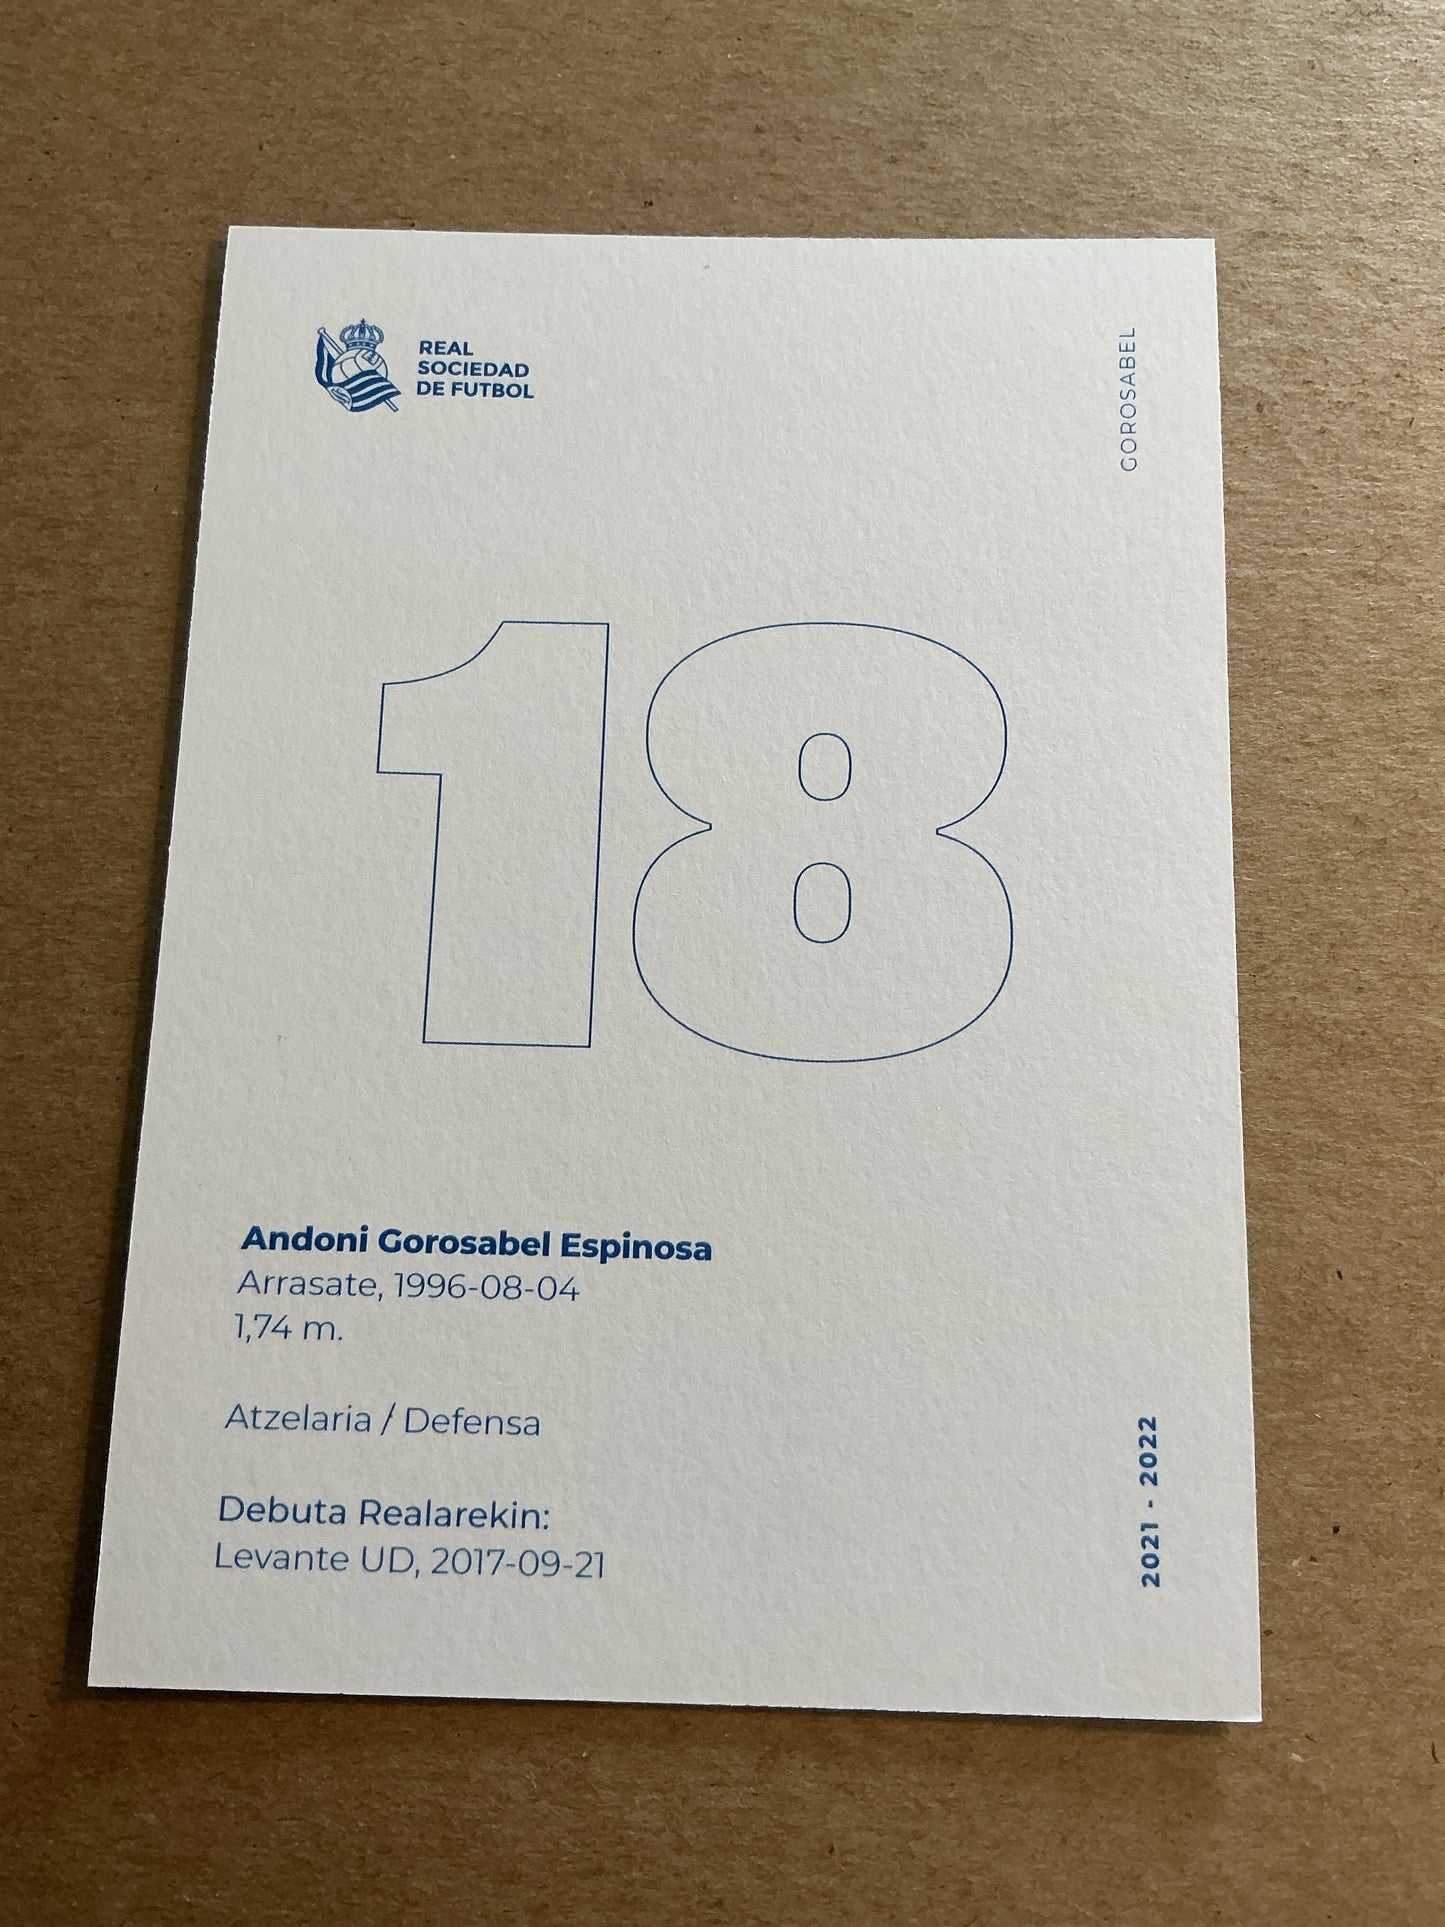 REAL
SOCIEDAD
DE FUTBOL
GOROSABEL
18
Andoni Gorosabel Espinosa
Arrasate, 1996-08-04
1,74 m.
Atzelaria / Defensa
Debuta Realarekin:
Levante UD, 2017-09-21
2021 - 2022